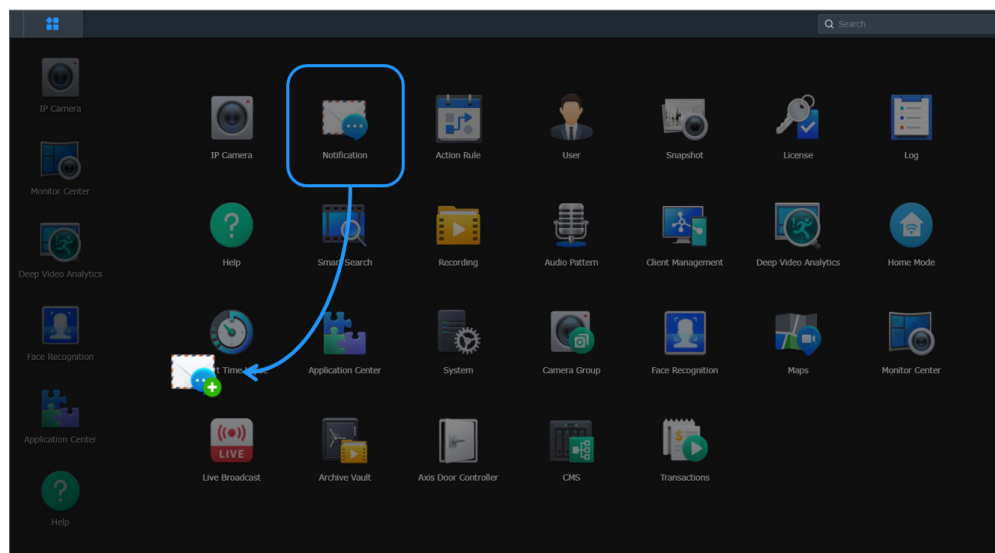 Search
IP Camera
Monitor Center
Deep Video Analytics
Face Recognition
Application Center
Help
IP Camera
Notification
Action Rule
User
Snapshot
License
Log
Help
Smart Search
Recording
Audio Pattern
Client Management
Deep Video Analytics
Home Mode
Application Center
System
Camera Group
Face Recognition
Maps
Monitor Center
LIVE
Live Broadcast
Archive Vault
Axis Door Controller
CMS
Transactions